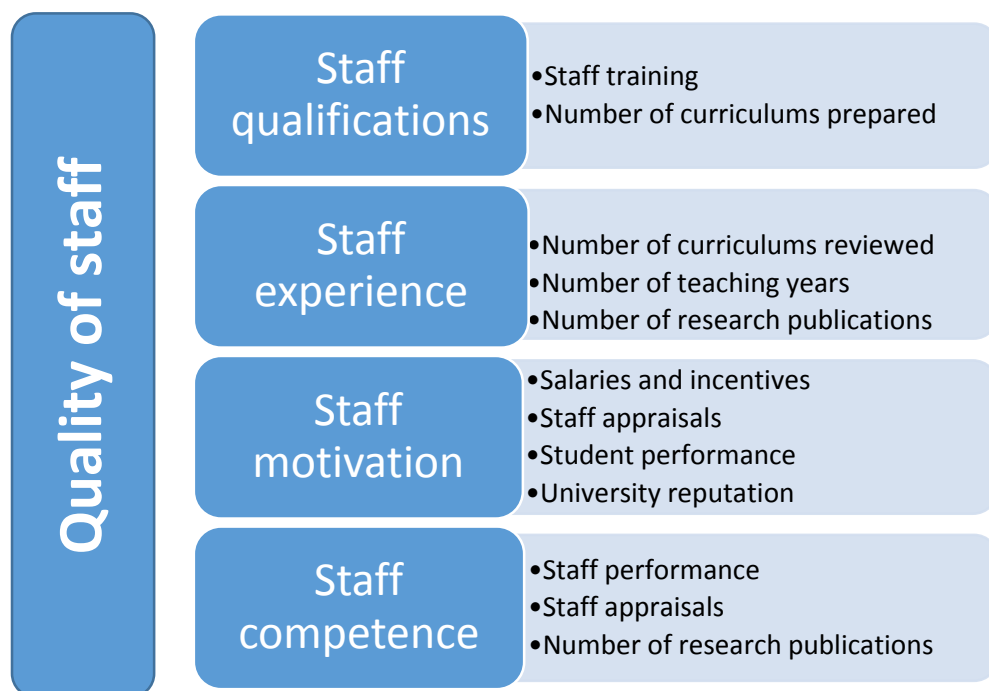 Quality of staff
Staff
qualifications
•Staff training
•Number of curriculums prepared
Staff
experience
•Number of curriculums reviewed
•Number of teaching years
•Number of research publications
Staff
motivation
•Salaries and incentives
•Staff appraisals
•Student performance
•University reputation
Staff
competence
•Staff performance
•Staff appraisals
•Number of research publications